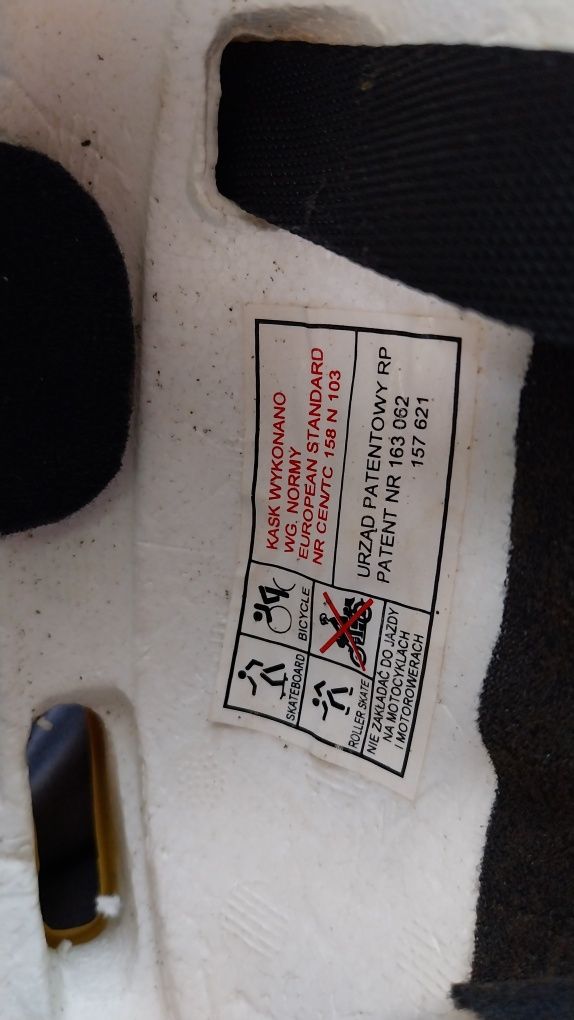 SKATEBOARD
BICYCLE
ROLLER SKATE
NIE ZAKŁADAĆ DO JAZDY
NA MOTOCYKLACH
I MOTOROWERACH
KASK WYKONANO
WG. NORMY
EUROPEAN STANDARD
NR CEN/TC 158 N 103
URZĄD PATENTOWY RP
PATENT NR 163 062
157 621